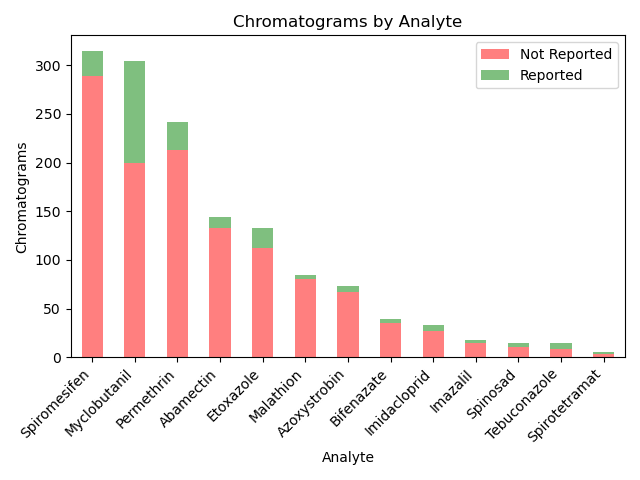 Chromatograms by Analyte
Not Reported
Reported
Chromatograms
300
250
200
150
100
50
0
Spiromesifen
Myclobutanil
Permethrin
Abamectin
Etoxazole
Malathion
Azoxystrobin
Bifenazate
Imidacloprid
Imazalil
Spinosad
Tebuconazole
Spirotetramat
Analyte